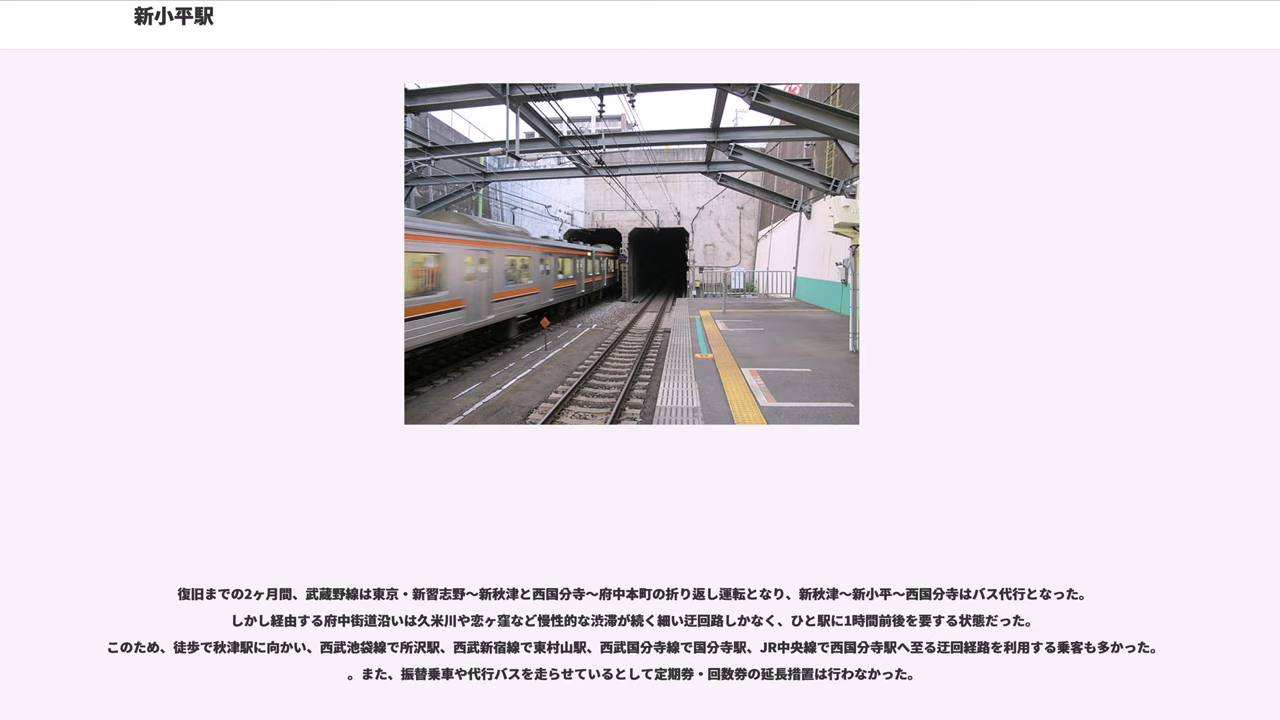 新小平駅
復旧までの2ヶ月間、武蔵野線は東京・新習志野〜新秋津と西国分寺〜府中本町の折り返し運転となり、新秋津〜新小平〜西国分寺はバス代行となった。
しかし経由する府中街道沿いは久米川や恋ヶ窪など慢性的な渋滞が続く細い迂回路しかなく、ひと駅に1時間前後を要する状態だった。
このため、徒歩で秋津駅に向かい、西武池袋線で所沢駅、西武新宿線で東村山駅、西武国分寺線で国分寺駅、JR中央線で西国分寺駅へ至る迂回経路を利用する乗客も多かった。
。また、振替乗車や代行バスを走らせているとして定期券・回数券の延長措置は行わなかった。